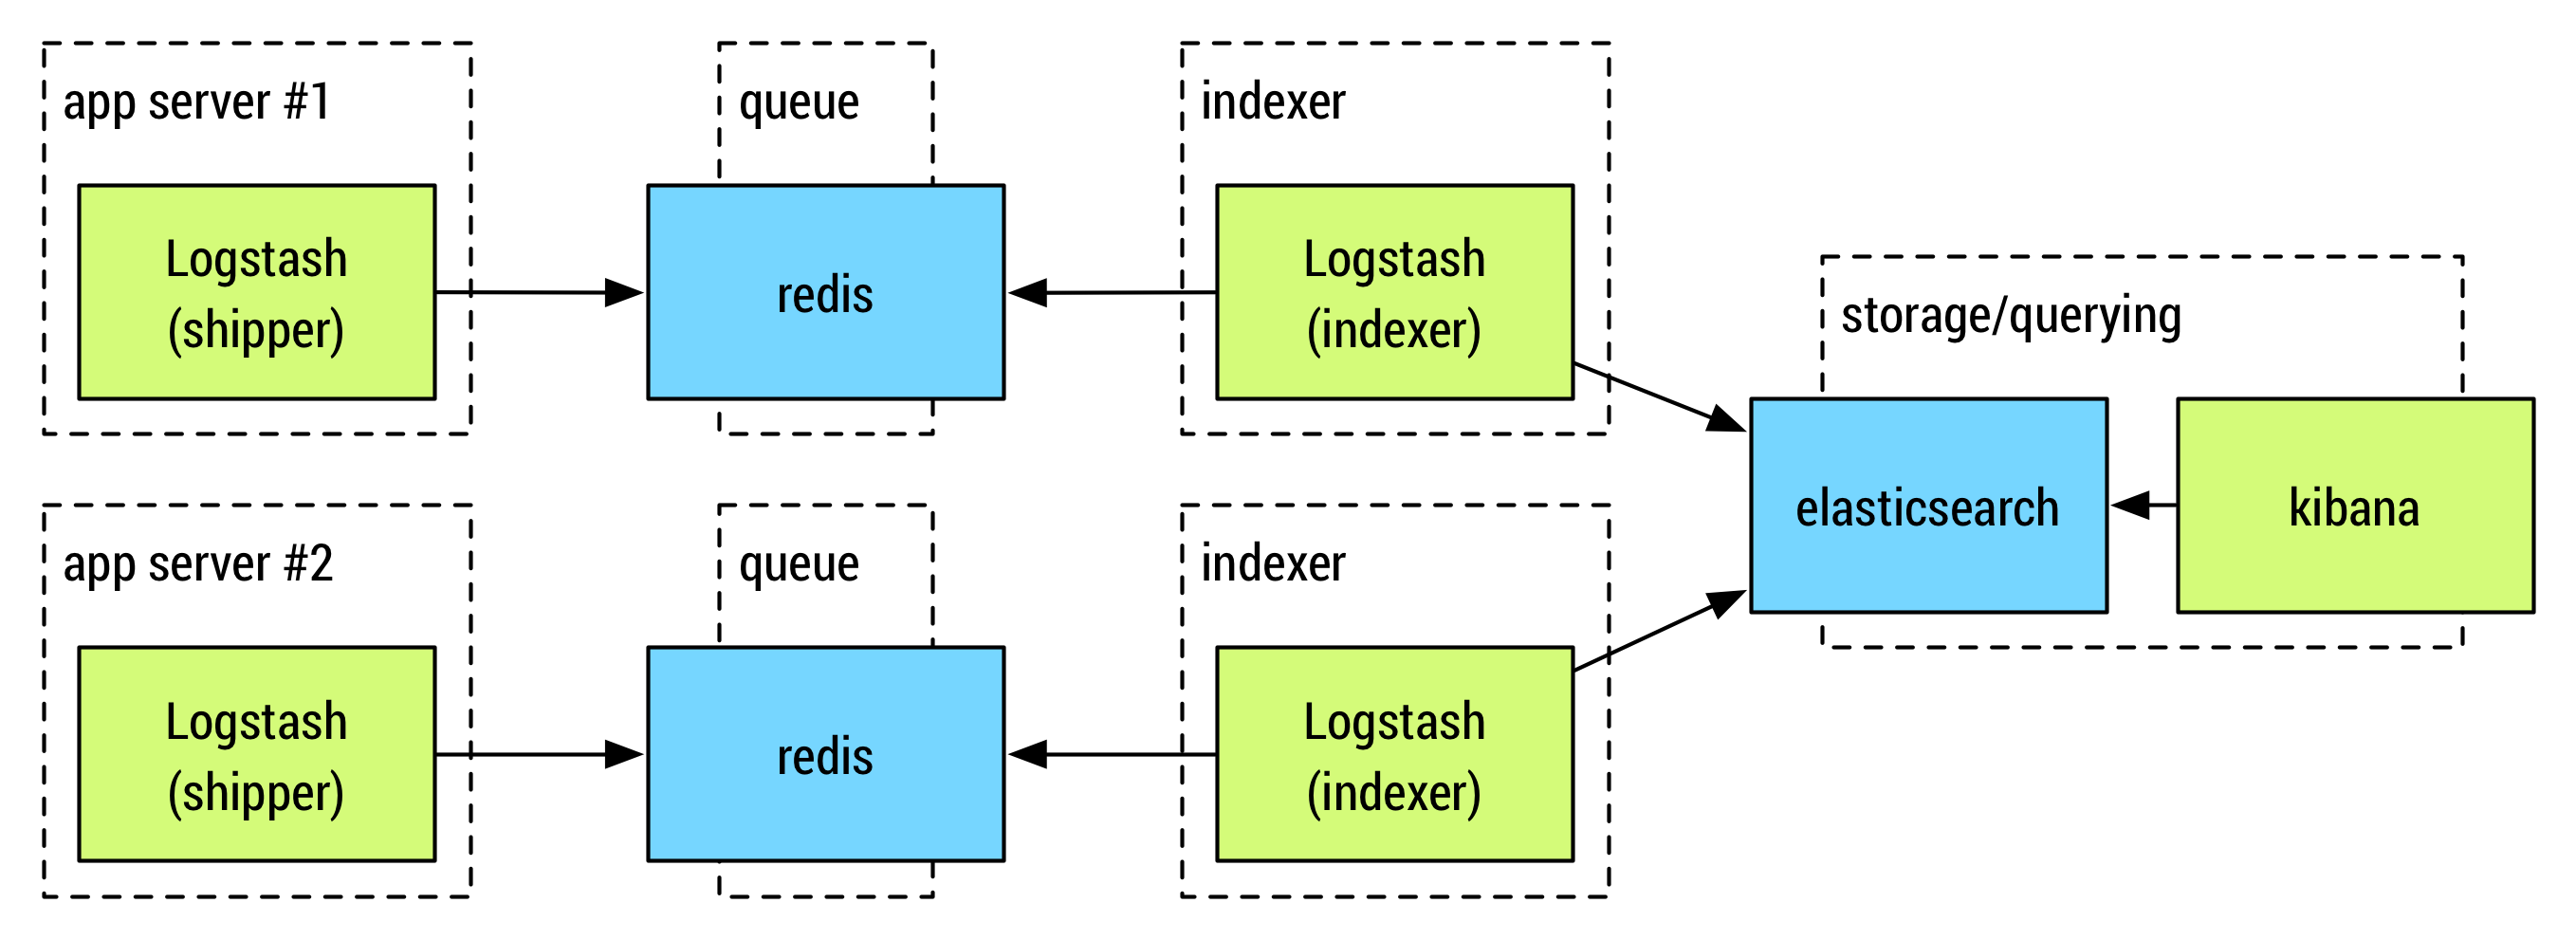 app server #1
Logstash
(shipper)
queue
redis
indexer
Logstash
(indexer)
app server #2
Logstash
(shipper)
queue
redis
indexer
Logstash
(indexer)
storage/querying
elasticsearch
kibana